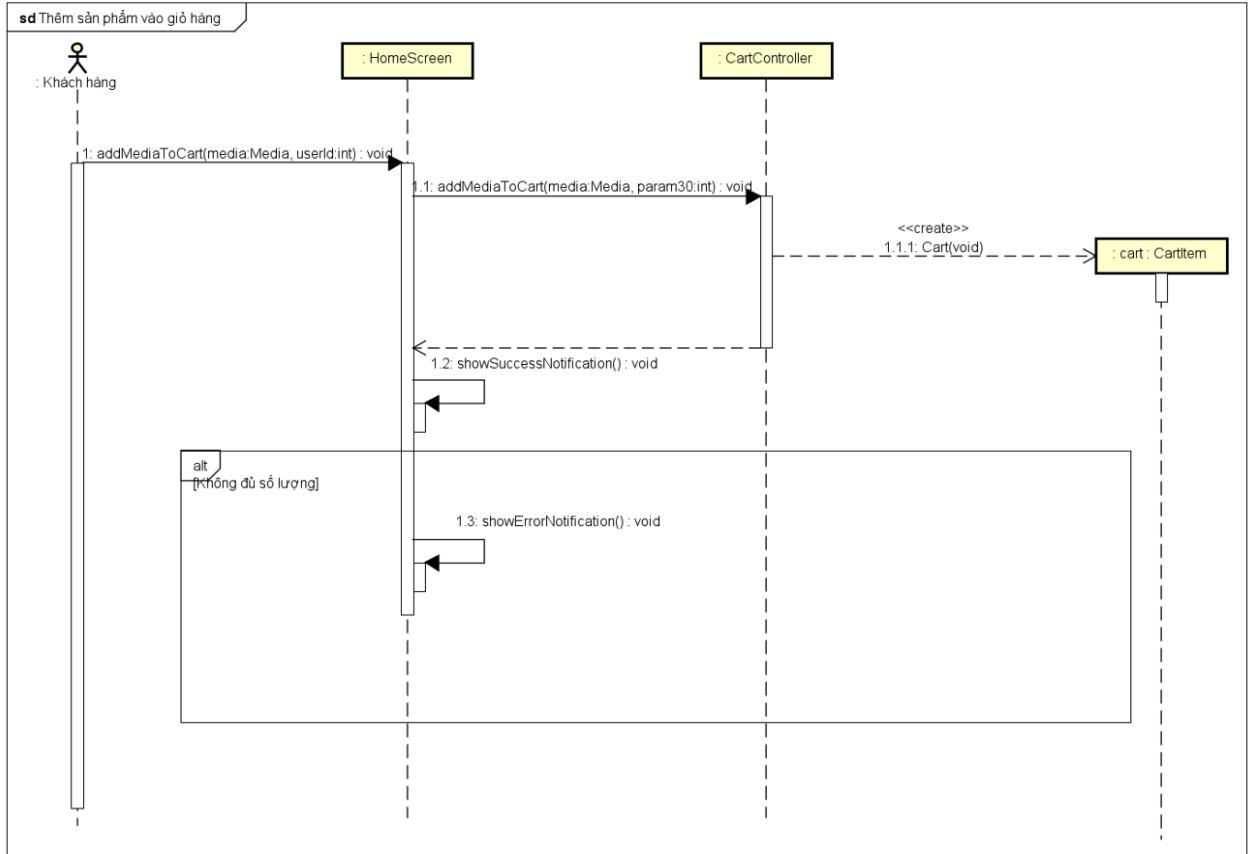 sd Thêm sản phẩm vào giỏ hàng
: Khách hàng
: HomeScreen
: CartController
1: addMediaToCart(media:Media, userId:int) : void
1.1: addMediaToCart(media:Media, param30:int) : void
<<create>>
1.1.1: Cart(void)
: cart : CartItem
1.2: showSuccessNotification() : void
alt
[Không đủ số lượng]
1.3: showErrorNotification() : void